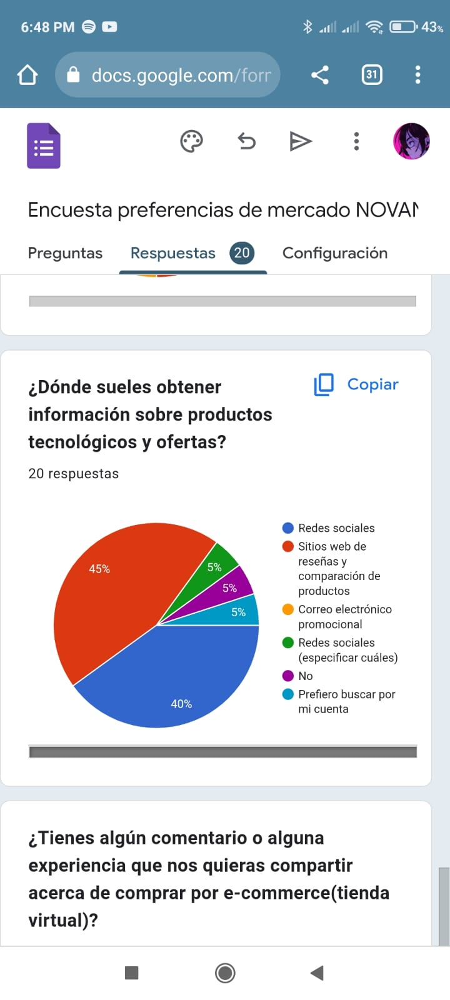 6:48 PM
43%
docs.google.com/forr
31
Encuesta preferencias de mercado NOVAN
Preguntas
Respuestas 20
Configuración
¿Dónde sueles obtener
información sobre productos
tecnológicos y ofertas?
Copiar
20 respuestas
45%
5%
5%
5%
40%
Redes sociales
Sitios web de
reseñas y
comparación de
productos
Correo electrónico
promocional
Redes sociales
(especificar cuáles)
No
Prefiero buscar por
mi cuenta
¿Tienes algún comentario o alguna
experiencia que nos quieras compartir
acerca de comprar por e-commerce(tienda
virtual)?